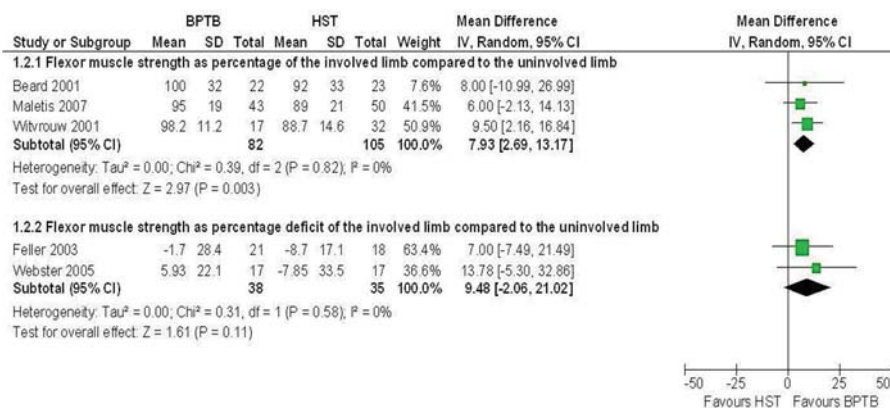 BPTB HST Mean Difference Mean Difference
Study or Subgroup Mean SD Total Mean SD Total Weight IV, Random, 95% CI IV, Random, 95% CI
1.2.1 Flexor muscle strength as percentage of the involved limb compared to the uninvolved limb
Beard 2001 100 32 22 92 33 23 7.6% 8.00 [-10.99, 26.99]
Maletis 2007 95 19 43 89 21 50 41.5% 6.00 [-2.13, 14.13]
Witvrouw 2001 98.2 11.2 17 88.7 14.6 32 50.9% 9.50 [2.16, 16.84]
Subtotal (95% CI) 82 105 100.0% 7.93 [2.69, 13.17]
Heterogeneity: Tau² = 0.00; Chi² = 0.39, df = 2 (P = 0.82); I² = 0%
Test for overall effect: Z = 2.97 (P = 0.003)
1.2.2 Flexor muscle strength as percentage deficit of the involved limb compared to the uninvolved limb
Feller 2003 -1.7 28.4 21 -8.7 17.1 18 63.4% 7.00 [-7.49, 21.49]
Webster 2005 5.93 22.1 17 -7.85 33.5 17 36.6% 13.78 [-5.30, 32.86]
Subtotal (95% CI) 38 35 100.0% 9.48 [-2.06, 21.02]
Heterogeneity: Tau² = 0.00; Chi² = 0.31, df = 1 (P = 0.58); I² = 0%
Test for overall effect: Z = 1.61 (P = 0.11)
-50 -25 0 25 50
Favours HST Favours BPTB